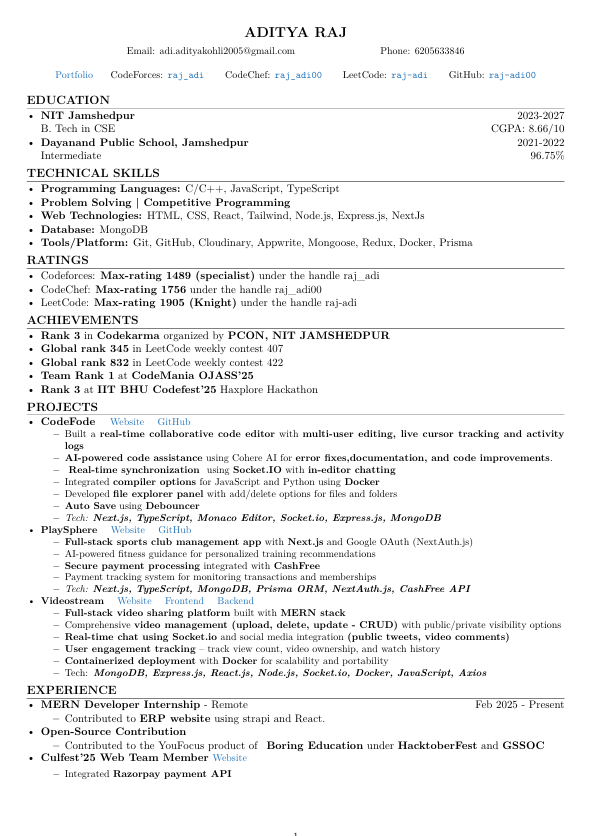 ADITYA RAJ
Email: adi.adityakohli2005@gmail.com Phone: 6205633846
Portfolio CodeForces: raj_adi CodeChef: raj_adi00 LeetCode: raj-adi GitHub: raj-adi00
EDUCATION
• NIT Jamshedpur 2023-2027
B. Tech in CSE CGPA: 8.66/10
• Dayanand Public School, Jamshedpur 2021-2022
Intermediate 96.75%
TECHNICAL SKILLS
• Programming Languages: C/C++, JavaScript, TypeScript
• Problem Solving | Competitive Programming
• Web Technologies: HTML, CSS, React, Tailwind, Node.js, Express.js, NextJs
• Database: MongoDB
• Tools/Platform: Git, GitHub, Cloudinary, Appwrite, Mongoose, Redux, Docker, Prisma
RATINGS
• Codeforces: Max-rating 1489 (specialist) under the handle raj_adi
• CodeChef: Max-rating 1756 under the handle raj_adi00
• LeetCode: Max-rating 1905 (Knight) under the handle raj-adi
ACHIEVEMENTS
• Rank 3 in Codekarma organized by PCON, NIT JAMSHEDPUR
• Global rank 345 in LeetCode weekly contest 407
• Global rank 832 in LeetCode weekly contest 422
• Team Rank 1 at CodeMania OJASS'25
• Rank 3 at IIT BHU Codefest'25 Haxplore Hackathon
PROJECTS
• CodeFode Website GitHub
– Built a real-time collaborative code editor with multi-user editing, live cursor tracking and activity
logs
– AI-powered code assistance using Cohere AI for error fixes,documentation, and code improvements.
– Real-time synchronization using Socket.IO with in-editor chatting
– Integrated compiler options for JavaScript and Python using Docker
– Developed file explorer panel with add/delete options for files and folders
– Auto Save using Debouncer
– Tech: Next.js, TypeScript, Monaco Editor, Socket.io, Express.js, MongoDB
• PlaySphere Website GitHub
– Full-stack sports club management app with Next.js and Google OAuth (NextAuth.js)
– AI-powered fitness guidance for personalized training recommendations
– Secure payment processing integrated with CashFree
– Payment tracking system for monitoring transactions and memberships
– Tech: Next.js, TypeScript, MongoDB, Prisma ORM, NextAuth.js, CashFree API
• Videostream Website Frontend Backend
– Full-stack video sharing platform built with MERN stack
– Comprehensive video management (upload, delete, update - CRUD) with public/private visibility options
– Real-time chat using Socket.io and social media integration (public tweets, video comments)
– User engagement tracking – track view count, video ownership, and watch history
– Containerized deployment with Docker for scalability and portability
– Tech: MongoDB, Express.js, React.js, Node.js, Socket.io, Docker, JavaScript, Axios
EXPERIENCE
• MERN Developer Internship - Remote Feb 2025 - Present
– Contributed to ERP website using strapi and React.
• Open-Source Contribution
– Contributed to the YouFocus product of Boring Education under HacktoberFest and GSSOC
• Culfest'25 Web Team Member Website
– Integrated Razorpay payment API